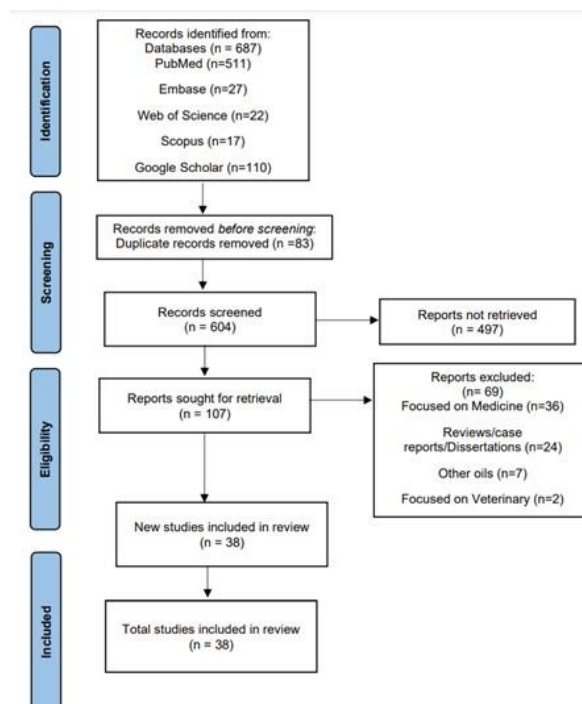 Identification
Records identified from:
Databases (n = 687)
PubMed (n=511)
Embase (n=27)
Web of Science (n=22)
Scopus (n=17)
Google Scholar (n=110)
Screening
Records removed before screening:
Duplicate records removed (n =83)
Records screened
(n = 604)
Reports not retrieved
(n = 497)
Eligibility
Reports sought for retrieval
(n = 107)
Reports excluded:
(n= 69)
Focused on Medicine (n=36)
Reviews/case
reports/Dissertations (n=24)
Other oils (n=7)
Focused on Veterinary (n=2)
New studies included in review
(n = 38)
Included
Total studies included in review
(n = 38)